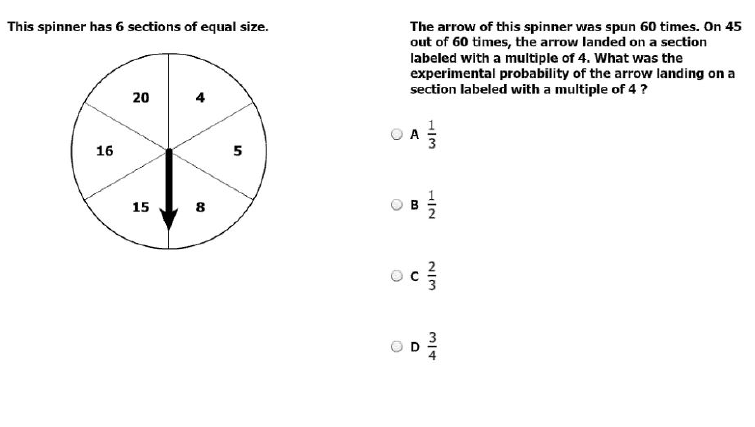 This spinner has 6 sections of equal size.
20 4
16 5
15 8
The arrow of this spinner was spun 60 times. On 45
out of 60 times, the arrow landed on a section
labeled with a multiple of 4. What was the
experimental probability of the arrow landing on a
section labeled with a multiple of 4 ?
A 1/3
B 1/2
C 2/3
D 3/4